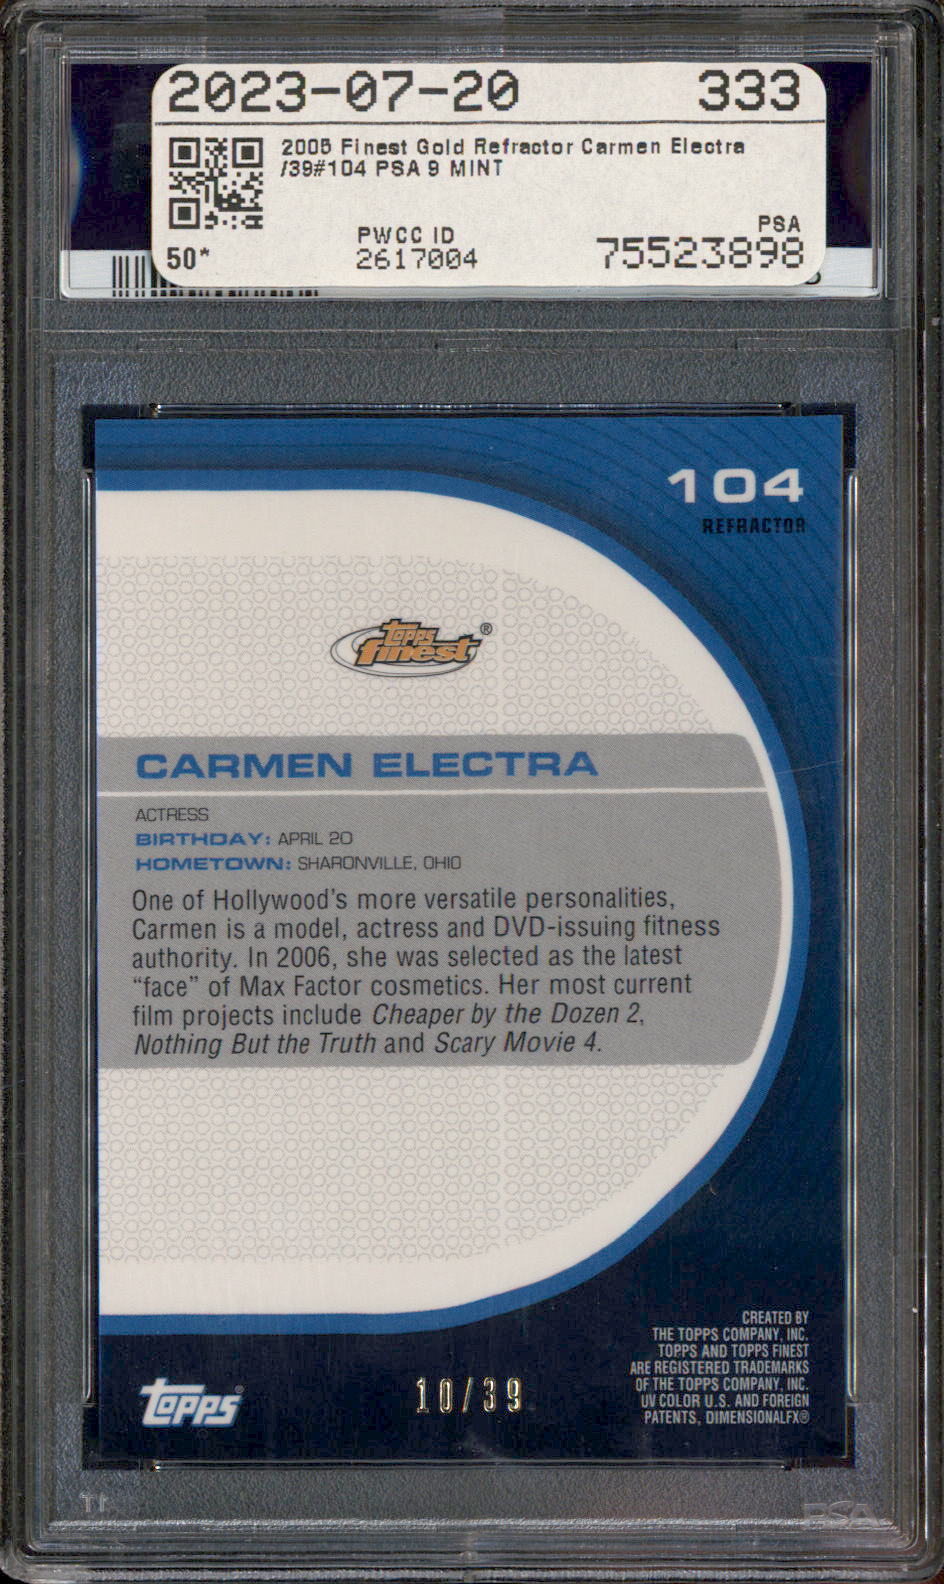 2023-07-20 333
2005 Finest Gold Refractor Carmen Electra
/39#104 PSA 9 MINT
50*
PWCC ID
2617004
PSA
75523898
104
REFRACTOR
topps
finest®
CARMEN ELECTRA
ACTRESS
BIRTHDAY: APRIL 20
HOMETOWN: SHARONVILLE, OHIO
One of Hollywood's more versatile personalities,
Carmen is a model, actress and DVD-issuing fitness
authority. In 2006, she was selected as the latest
“face” of Max Factor cosmetics. Her most current
film projects include Cheaper by the Dozen 2,
Nothing But the Truth and Scary Movie 4.
CREATED BY
THE TOPPS COMPANY, INC.
TOPPS AND TOPPS FINEST
ARE REGISTERED TRADEMARKS
OF THE TOPPS COMPANY, INC.
UV COLOR U.S. AND FOREIGN
PATENTS, DIMENSIONALFX®
topps®
10/39
PSA